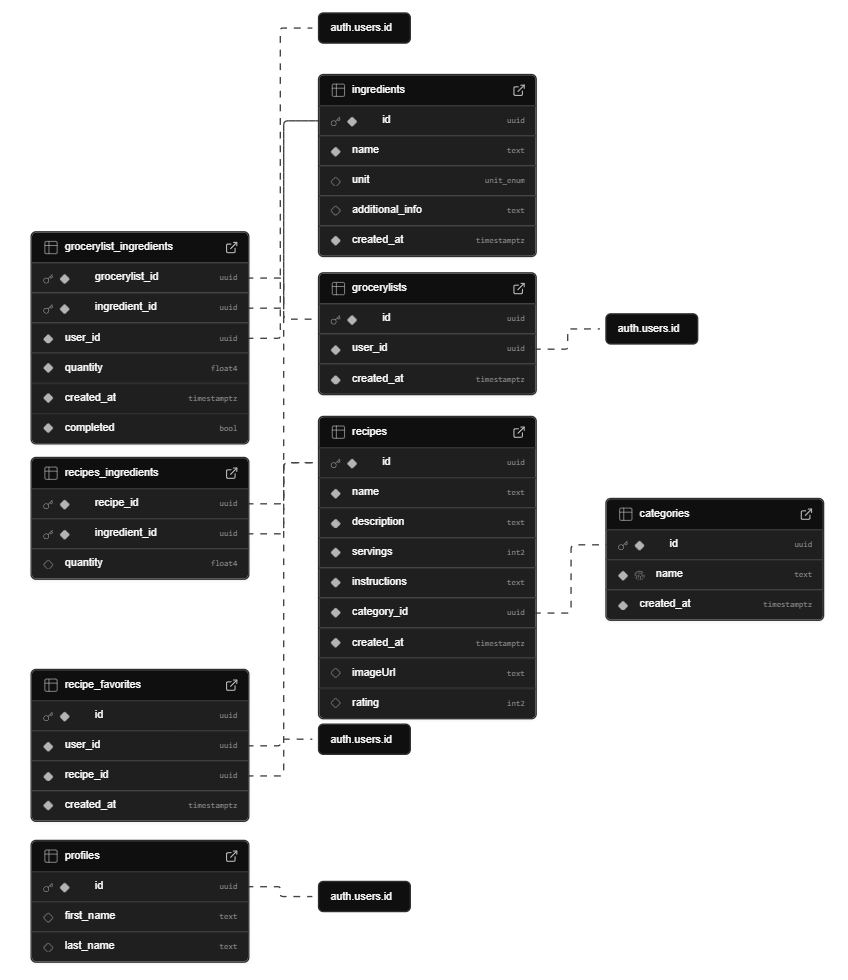 auth.users.id
ingredients
id uuid
name text
unit unit_enum
additional_info text
created_at timestamptz
grocerylist_ingredients
grocerylist_id uuid
ingredient_id uuid
user_id uuid
quantity float4
created_at timestamptz
completed bool
grocerylists
id uuid
user_id uuid
created_at timestamptz
auth.users.id
recipes_ingredients
recipe_id uuid
ingredient_id uuid
quantity float4
recipes
id uuid
name text
description text
servings int2
instructions text
category_id uuid
created_at timestamptz
imageUrl text
rating int2
categories
id uuid
name text
created_at timestamptz
recipe_favorites
id uuid
user_id uuid
recipe_id uuid
created_at timestamptz
auth.users.id
profiles
id uuid
first_name text
last_name text
auth.users.id